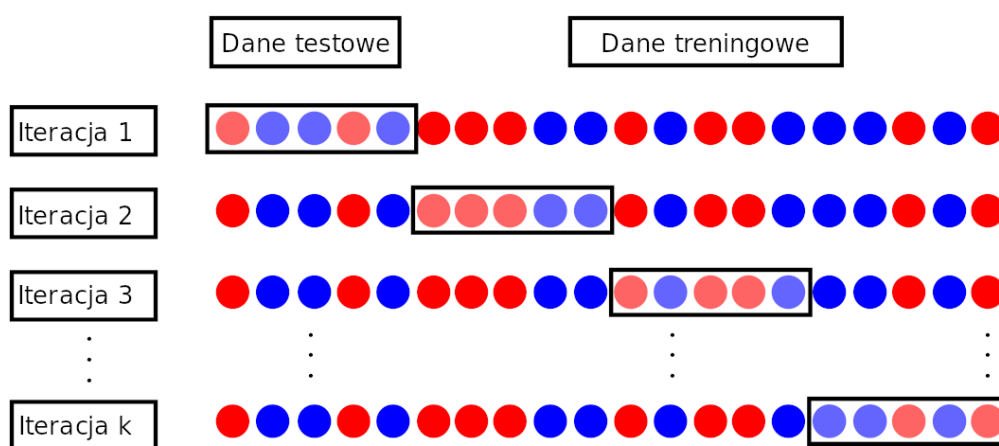 Dane testowe
Dane treningowe
Iteracja 1
Iteracja 2
Iteracja 3
Iteracja k